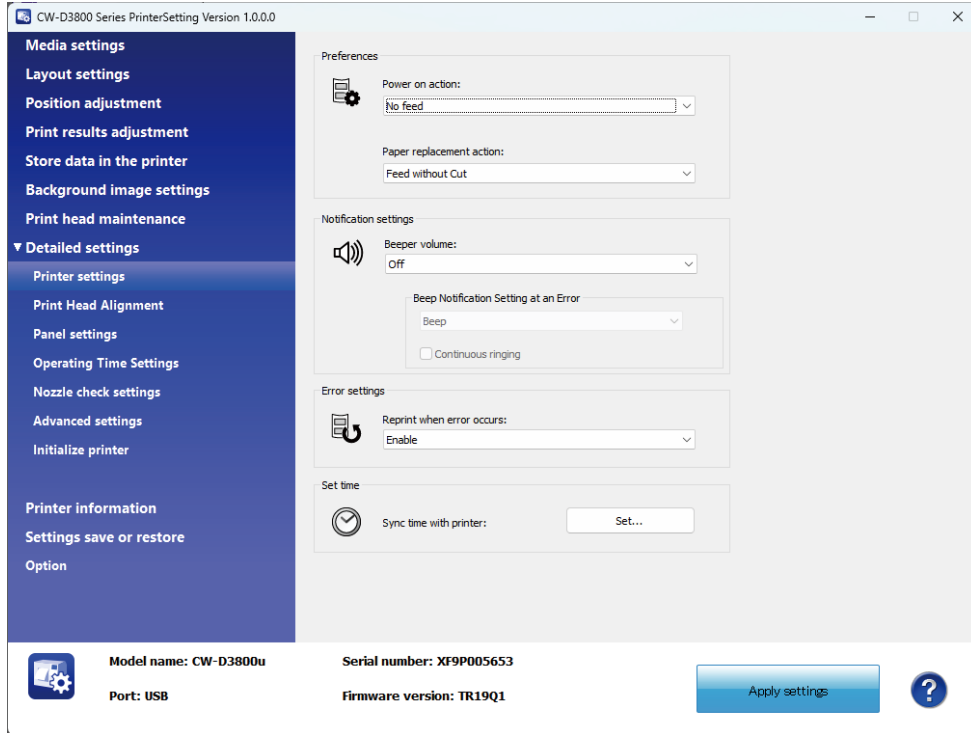 CW-D3800 Series PrinterSetting Version 1.0.0.0
Media settings
Layout settings
Position adjustment
Print results adjustment
Store data in the printer
Background image settings
Print head maintenance
Detailed settings
Printer settings
Print Head Alignment
Panel settings
Operating Time Settings
Nozzle check settings
Advanced settings
Initialize printer
Printer information
Settings save or restore
Option
Preferences
Power on action:
No feed
Paper replacement action:
Feed without Cut
Notification settings
Beeper volume:
Off
Beep Notification Setting at an Error
Beep
Continuous ringing
Error settings
Reprint when error occurs:
Enable
Set time
Sync time with printer:
Set...
Model name: CW-D3800u
Serial number: XF9P005653
Port: USB
Firmware version: TR19Q1
Apply settings
?